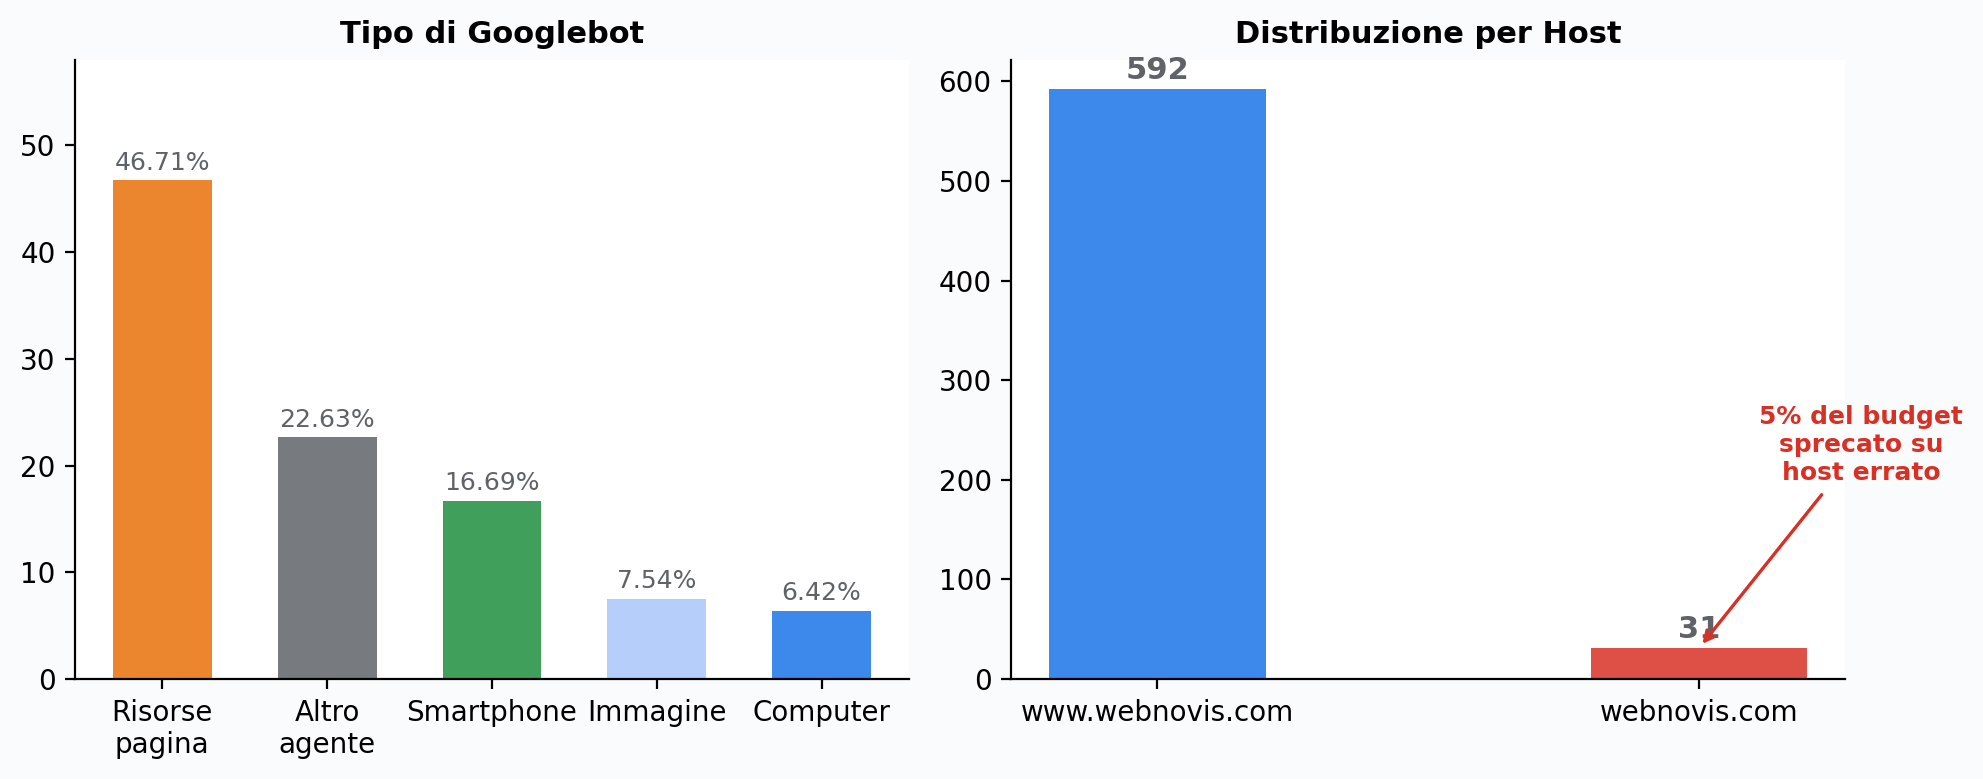 Tipo di Googlebot
50
40
30
20
10
0
46.71%
22.63%
16.69%
7.54%
6.42%
Risorse
pagina
Altro
agente
Smartphone
Immagine
Computer
Distribuzione per Host
600
500
400
300
200
100
0
592
31
5% del budget
sprecato su
host errato
www.webnovis.com
webnovis.com